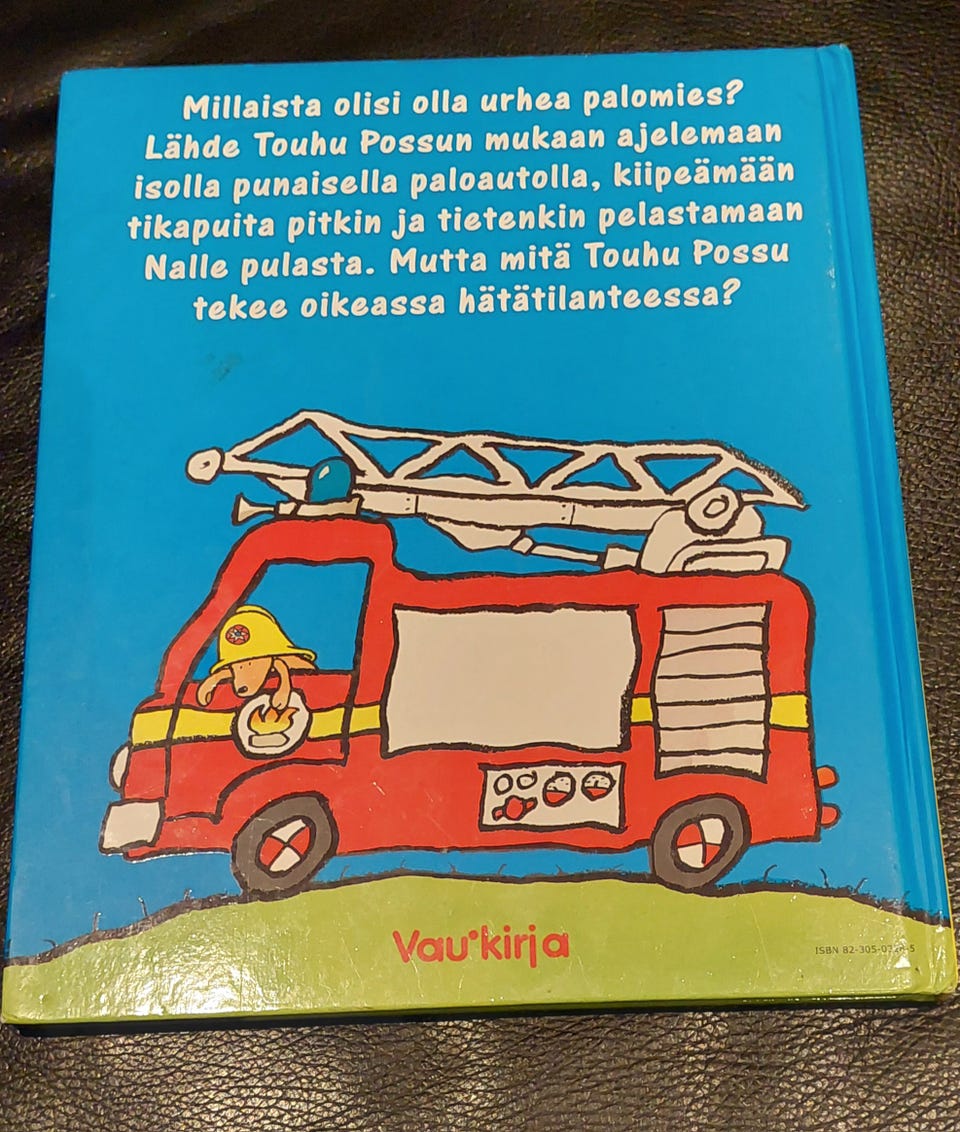 Millaista olisi olla urhea palomies?
Lähde Touhu Possun mukaan ajelemaan
isolla punaisella paloautolla, kiipeämään
tikapuita pitkin ja tietenkin pelastamaan
Nalle pulasta. Mutta mitä Touhu Possu
tekee oikeassa hätätilanteessa?
Vau•kirja
ISBN